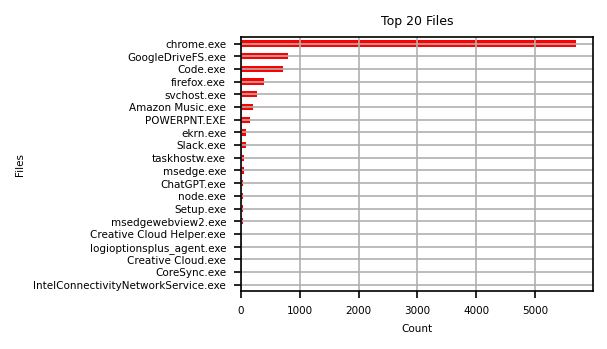 Top 20 Files
chrome.exe
GoogleDriveFS.exe
Code.exe
firefox.exe
svchost.exe
Amazon Music.exe
POWERPNT.EXE
ekrn.exe
Slack.exe
taskhostw.exe
msedge.exe
ChatGPT.exe
node.exe
Setup.exe
msedgewebview2.exe
Creative Cloud Helper.exe
logioptionsplus_agent.exe
Creative Cloud.exe
CoreSync.exe
IntelConnectivityNetworkService.exe
Files
0 1000 2000 3000 4000 5000
Count